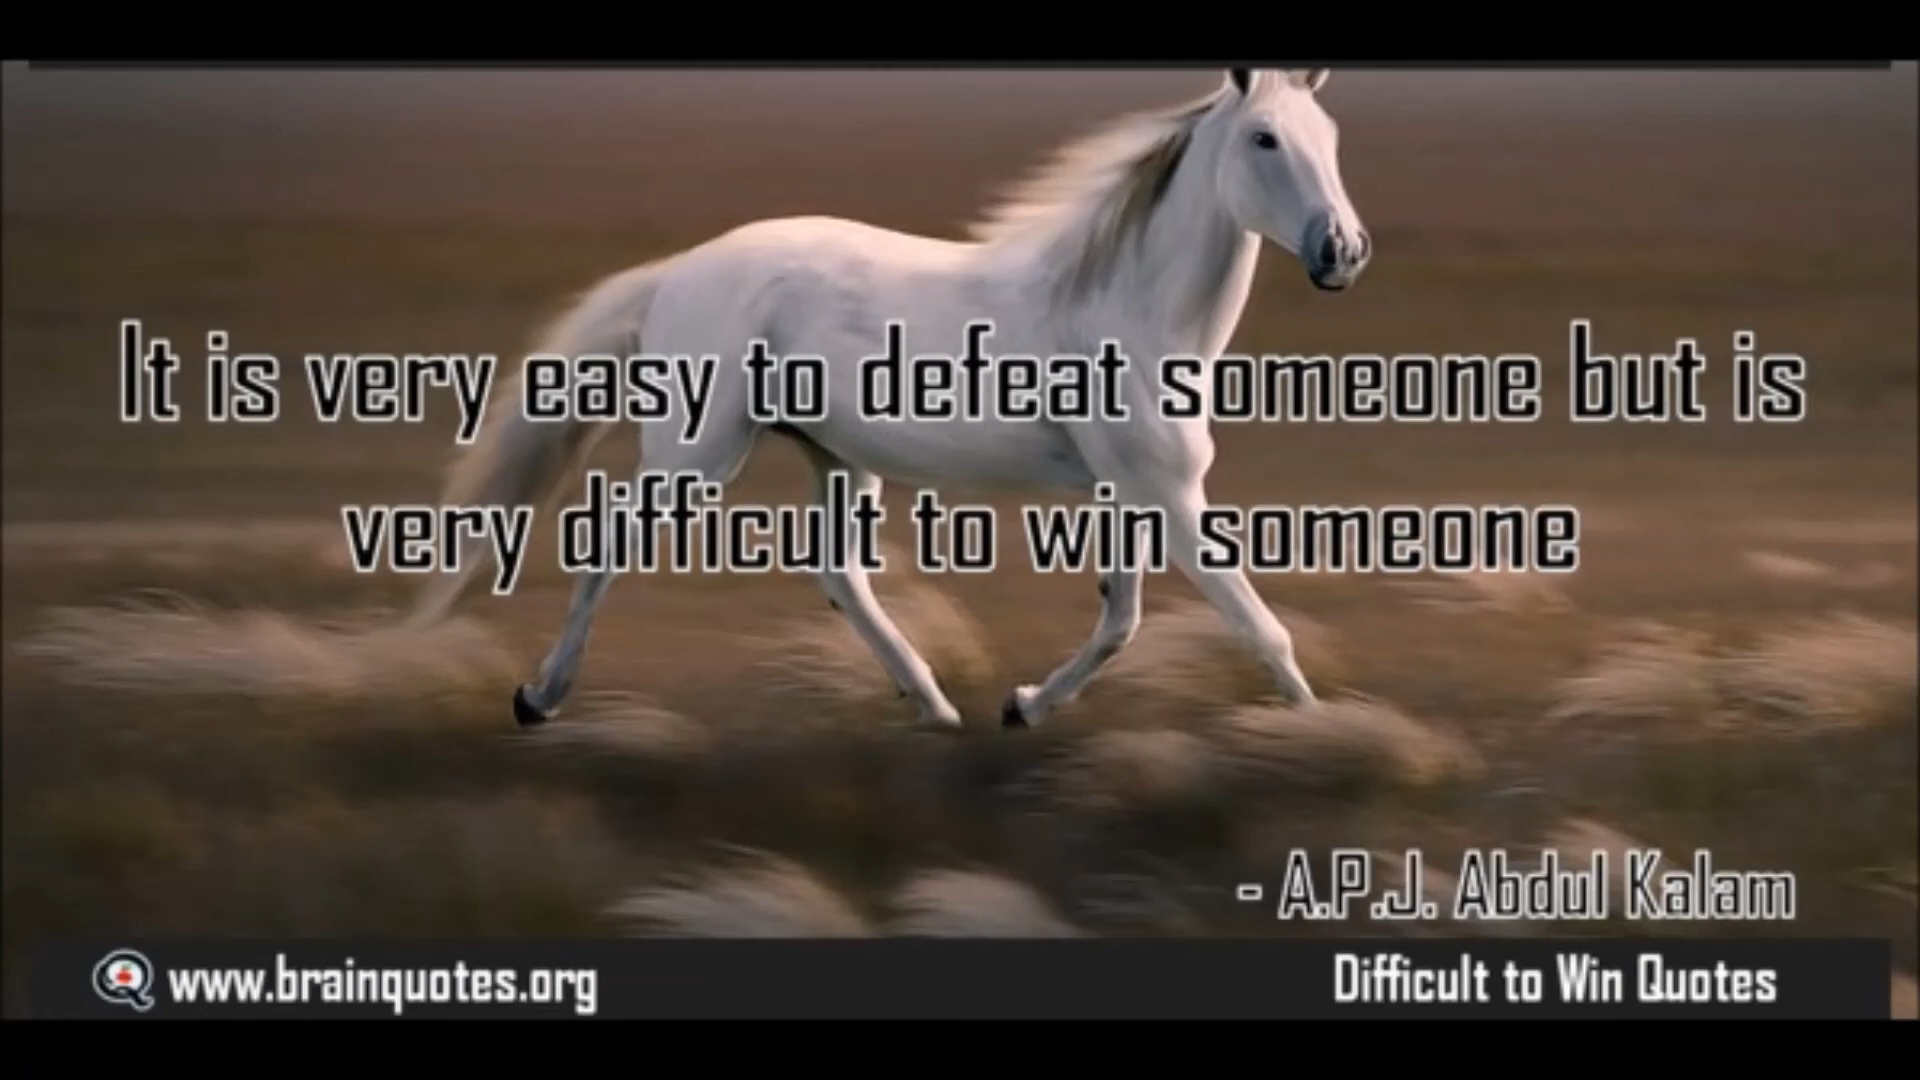 It is very easy to defeat someone but is
very difficult to win someone
- A.P.J. Abdul Kalam
www.brainquotes.org
Difficult to Win Quotes